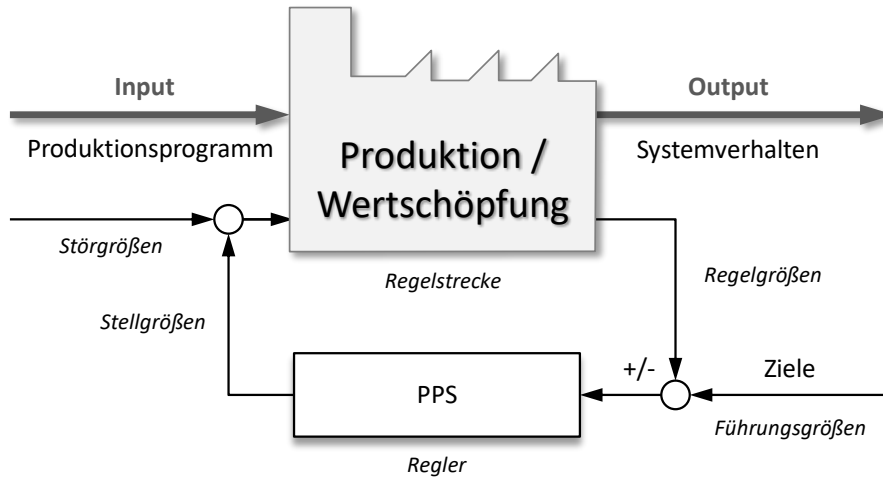 Input
Output
Produktionsprogramm
Produktion /
Wertschöpfung
Systemverhalten
Störgrößen
Regelstrecke
Regelgrößen
Stellgrößen
PPS
+/-
Ziele
Führungsgrößen
Regler